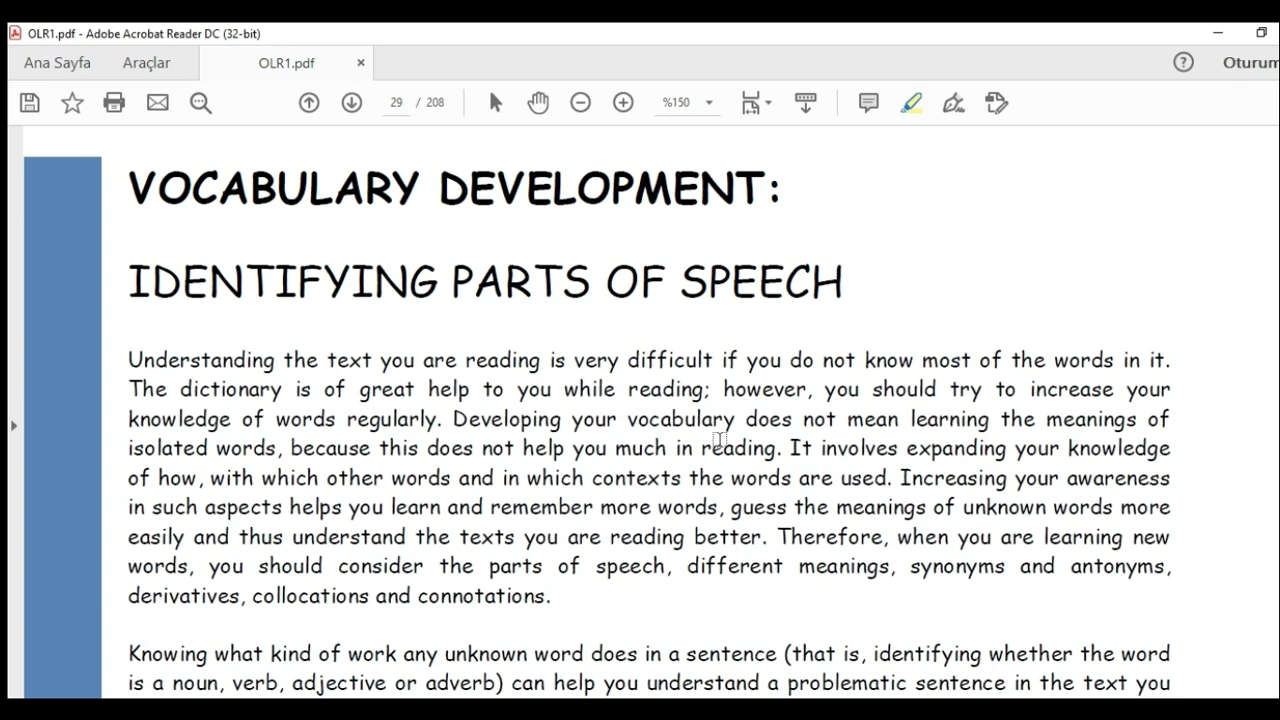 OLR1.pdf - Adobe Acrobat Reader DC (32-bit)
Ana Sayfa Araçlar OLR1.pdf × ? Oturum
29 / 208 %150
VOCABULARY DEVELOPMENT:
IDENTIFYING PARTS OF SPEECH
Understanding the text you are reading is very difficult if you do not know most of the words in it.
The dictionary is of great help to you while reading; however, you should try to increase your
knowledge of words regularly. Developing your vocabulary does not mean learning the meanings of
isolated words, because this does not help you much in reading. It involves expanding your knowledge
of how, with which other words and in which contexts the words are used. Increasing your awareness
in such aspects helps you learn and remember more words, guess the meanings of unknown words more
easily and thus understand the texts you are reading better. Therefore, when you are learning new
words, you should consider the parts of speech, different meanings, synonyms and antonyms,
derivatives, collocations and connotations.
Knowing what kind of work any unknown word does in a sentence (that is, identifying whether the word
is a noun, verb, adjective or adverb) can help you understand a problematic sentence in the text you